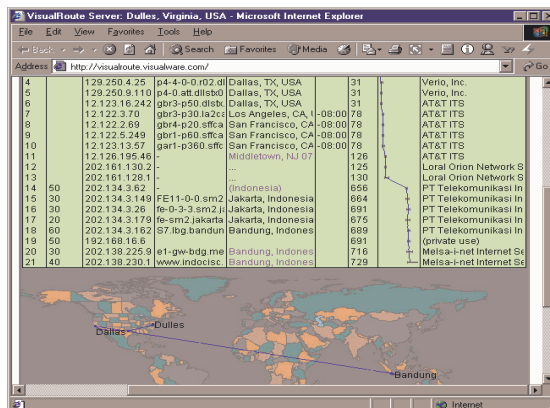 VisualRoute Server: Dulles, Virginia, USA - Microsoft Internet Explorer
File Edit View Favorites Tools Help
Back Search Favorites Media
Address http://visualroute.visualware.com/ Go
4 129.250.4.25 p4-4-0-0.r02.dl Dallas, TX, USA 31 Verio, Inc.
5 129.250.9.110 p4-0.att.dllstx0 Dallas, TX, USA 31 Verio, Inc.
6 12.123.16.242 gbr3-p50.dlstx. Dallas, TX, USA 31 AT&T ITS
7 12.122.3.70 gbr3-p30.la2ca Los Angeles, CA, -08:00 78 AT&T ITS
8 12.122.2.69 gbr4-p20.sffca San Francisco, CA -08:00 78 AT&T ITS
9 12.122.5.249 gbr1-p60.sffca San Francisco, CA -08:00 78 AT&T ITS
10 12.123.13.57 gar1-p360.sffc San Francisco, CA -08:00 78 AT&T ITS
11 12.126.195.46 - Middletown, NJ 07 126 AT&T ITS
12 202.161.130.2 - ... 125 Loral Orion Network S
13 202.161.128.1 - ... 130 Loral Orion Network S
14 50 202.134.3.62 - (Indonesia) 656 PT Telekomunikasi In
15 30 202.134.3.149 FE11-0-0.sm2 Jakarta, Indonesia 664 PT Telekomunikasi In
16 30 202.134.3.26 fe-0-3-3.sm2.j Jakarta, Indonesia 691 PT Telekomunikasi In
17 20 202.134.3.179 fe-sm2.jakarta Jakarta, Indonesia 675 PT Telekomunikasi In
18 60 202.134.3.162 S7.lbg.bandun Bandung, Indones 689 PT Telekomunikasi In
19 50 192.168.16.6 691 (private use)
20 30 202.138.225.9 e1-gw-bdg.me Bandung, Indones 716 Melsa-i-net Internet Se
21 40 202.138.230.1 www.indocisc. Bandung, Indones 729 Melsa-i-net Internet Se
Dulles
Dallas
Bandung
Internet